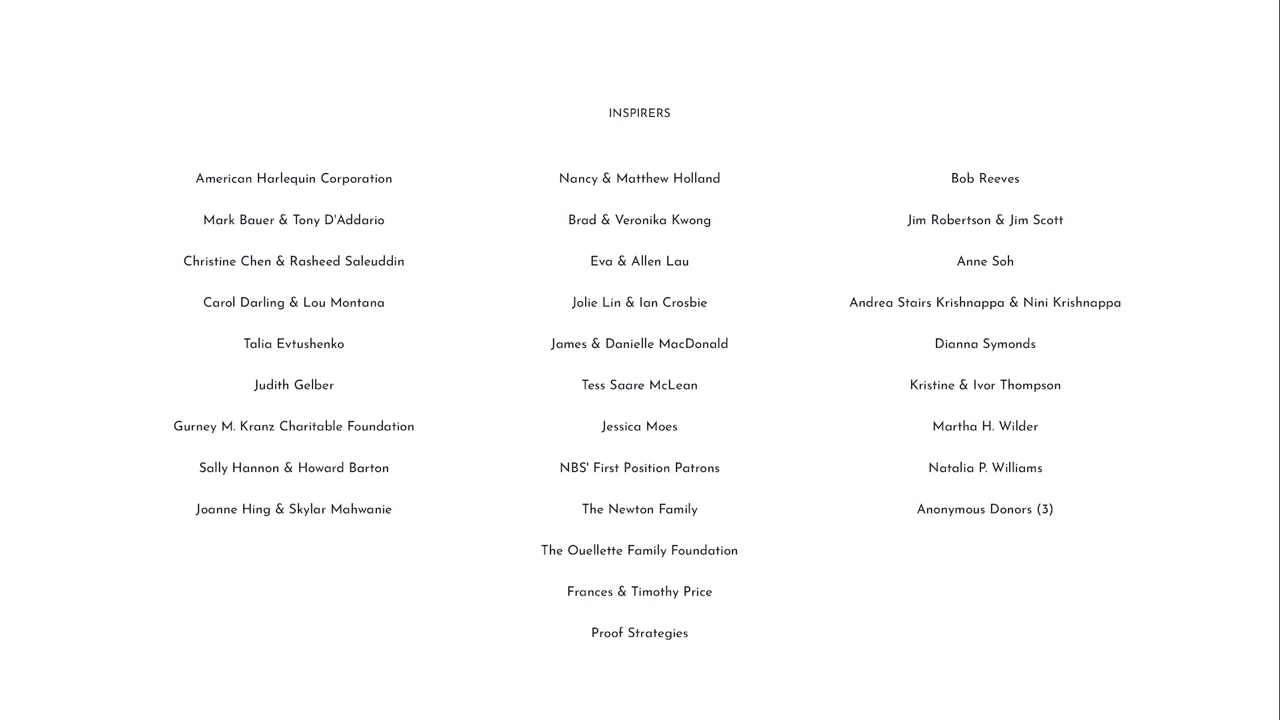 INSPIRERS
American Harlequin Corporation
Mark Bauer & Tony D'Addario
Christine Chen & Rasheed Saleuddin
Carol Darling & Lou Montana
Talia Evtushenko
Judith Gelber
Gurney M. Kranz Charitable Foundation
Sally Hannon & Howard Barton
Joanne Hing & Skylar Mahwanie
Nancy & Matthew Holland
Brad & Veronika Kwong
Eva & Allen Lau
Jolie Lin & Ian Crosbie
James & Danielle MacDonald
Tess Saare McLean
Jessica Moes
NBS' First Position Patrons
The Newton Family
The Ouellette Family Foundation
Frances & Timothy Price
Proof Strategies
Bob Reeves
Jim Robertson & Jim Scott
Anne Soh
Andrea Stairs Krishnappa & Nini Krishnappa
Dianna Symonds
Kristine & Ivor Thompson
Martha H. Wilder
Natalia P. Williams
Anonymous Donors (3)